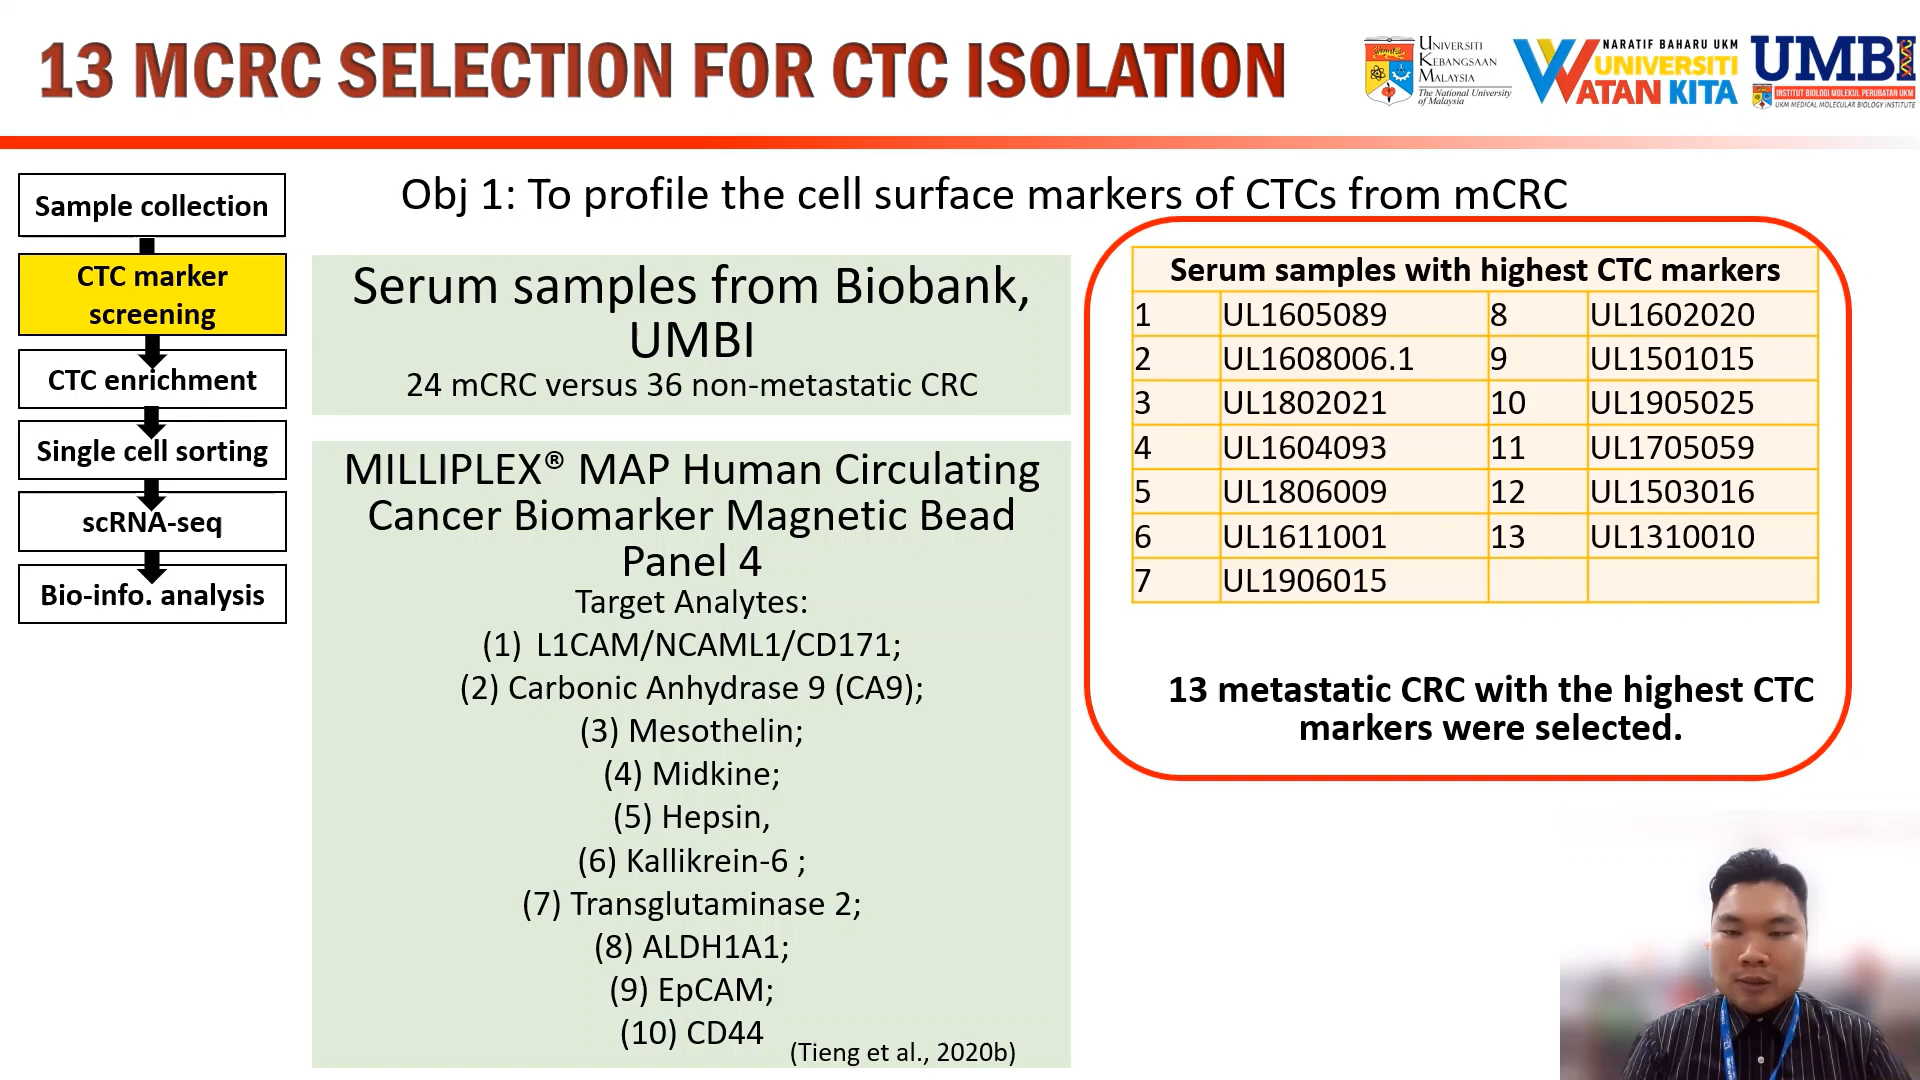 13 MCRC SELECTION FOR CTC ISOLATION
UNIVERSITI
KEBANGSAAN
MALAYSIA
The National University
of Malaysia
NARATIF BAHARU UKM
UNIVERSITI
WATAN KITA
UMBI
INSTITUT BIOLOGI MOLEKUL PERUBATAN UKM
UKM MEDICAL MOLECULAR BIOLOGY INSTITUTE
Sample collection
CTC marker
screening
CTC enrichment
Single cell sorting
scRNA-seq
Bio-info. analysis
Obj 1: To profile the cell surface markers of CTCs from mCRC
Serum samples from Biobank,
UMBI
24 mCRC versus 36 non-metastatic CRC
MILLIPLEX® MAP Human Circulating
Cancer Biomarker Magnetic Bead
Panel 4
Target Analytes:
(1) L1CAM/NCAML1/CD171;
(2) Carbonic Anhydrase 9 (CA9);
(3) Mesothelin;
(4) Midkine;
(5) Hepsin,
(6) Kallikrein-6 ;
(7) Transglutaminase 2;
(8) ALDH1A1;
(9) EpCAM;
(10) CD44
(Tieng et al., 2020b)
Serum samples with highest CTC markers
1 UL1605089 8 UL1602020
2 UL1608006.1 9 UL1501015
3 UL1802021 10 UL1905025
4 UL1604093 11 UL1705059
5 UL1806009 12 UL1503016
6 UL1611001 13 UL1310010
7 UL1906015
13 metastatic CRC with the highest CTC
markers were selected.